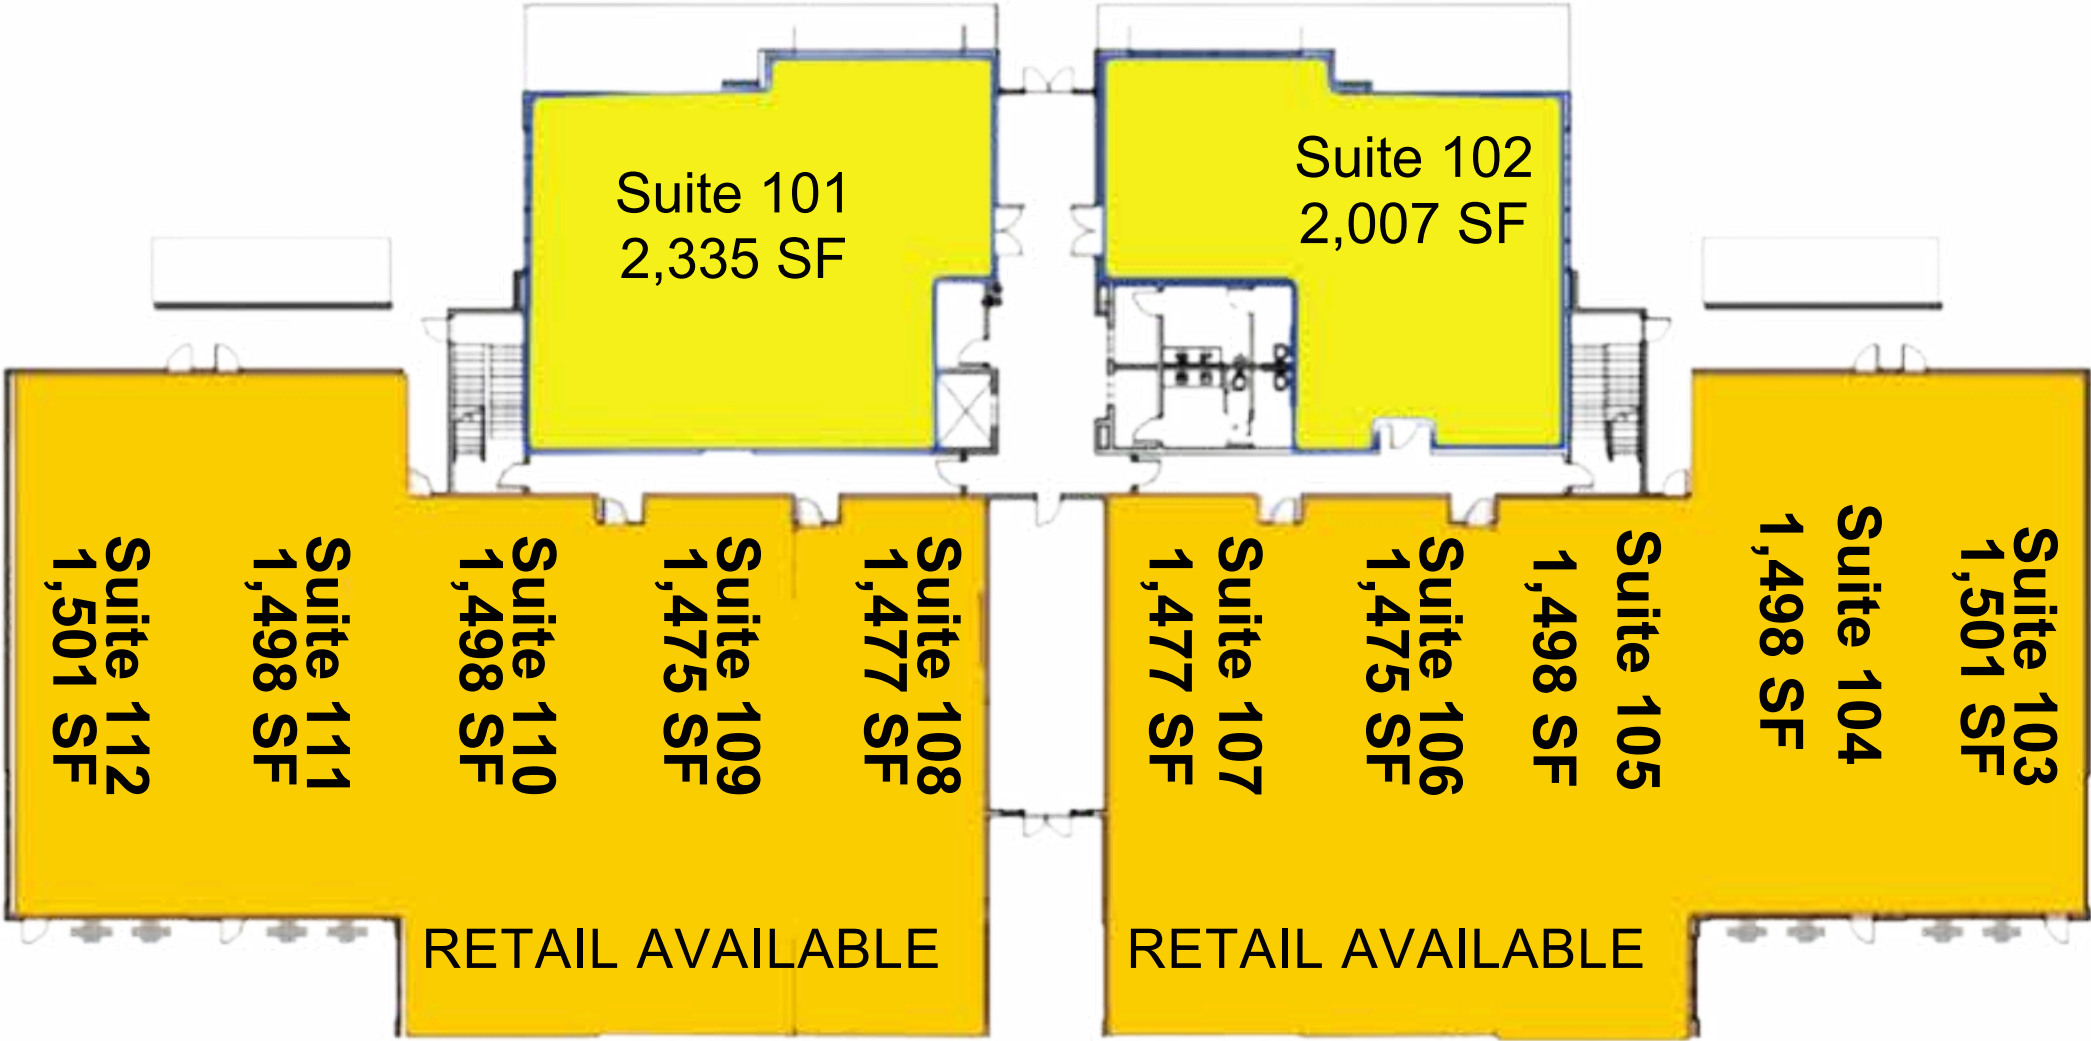 Suite 101
2,335 SF
Suite 102
2,007 SF
Suite 112
1,501 SF
Suite 111
1,498 SF
Suite 110
1,498 SF
Suite 109
1,475 SF
Suite 108
1,477 SF
Suite 107
1,477 SF
Suite 106
1,475 SF
Suite 105
1,498 SF
Suite 104
1,498 SF
Suite 103
1,501 SF
RETAIL AVAILABLE
RETAIL AVAILABLE